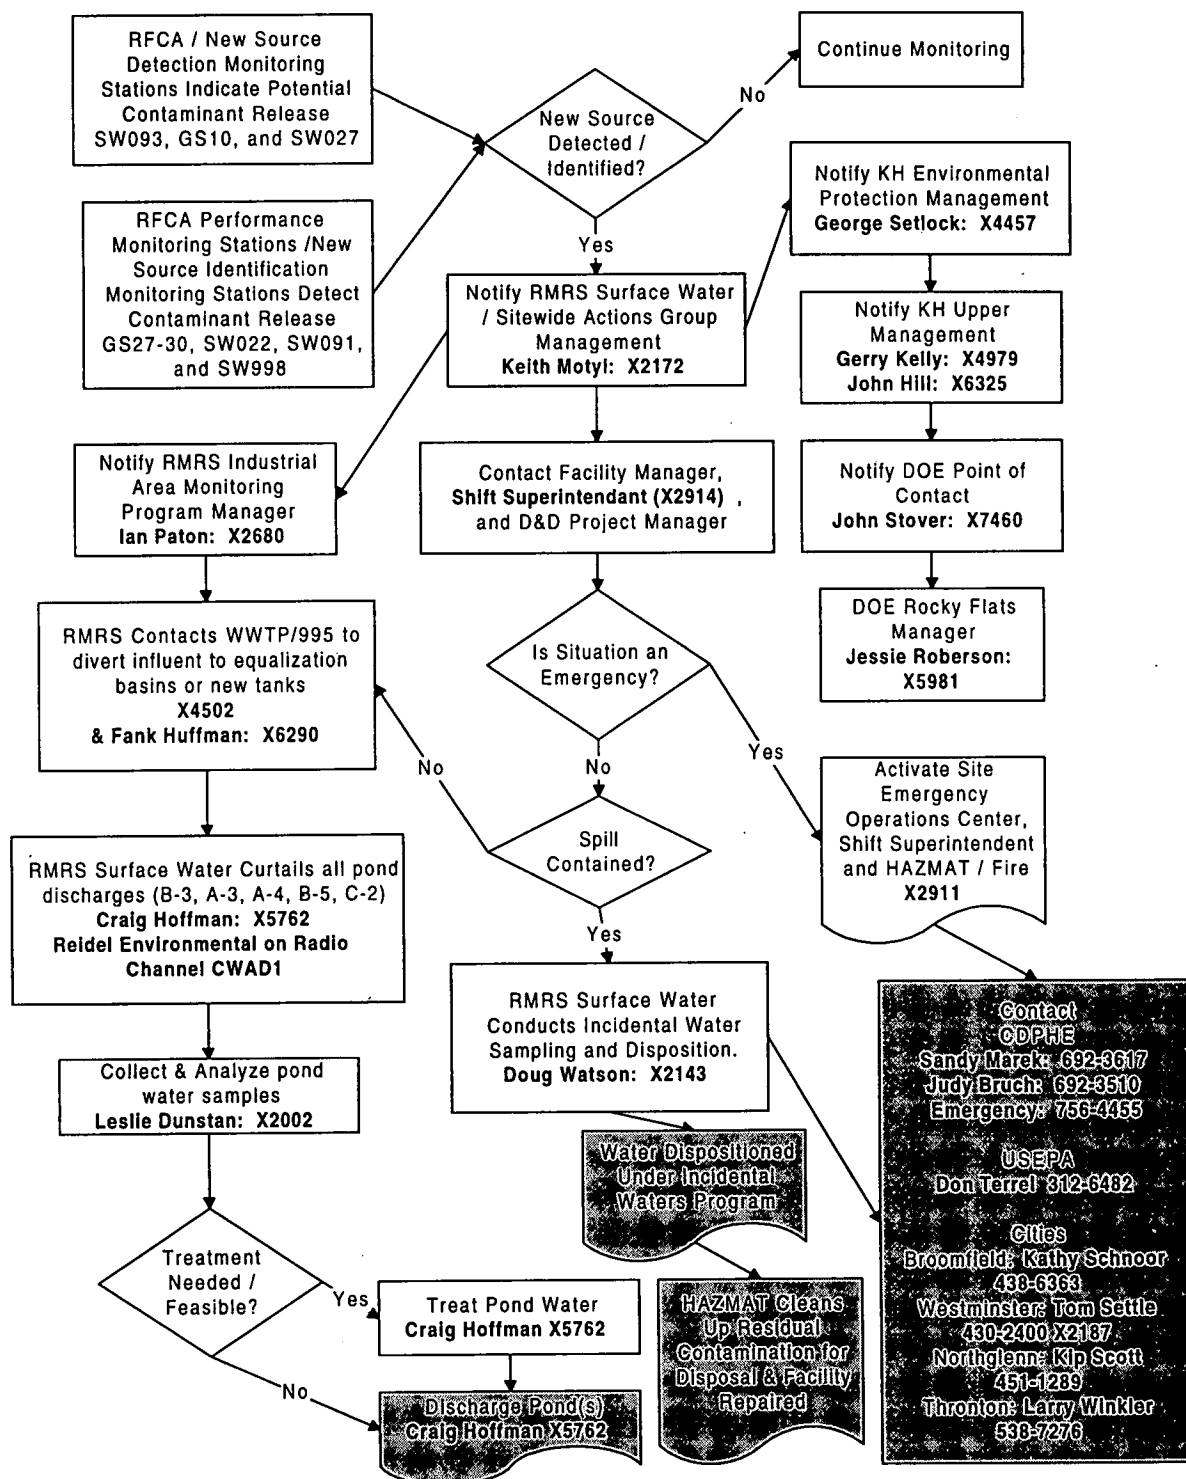 RFCA / New Source
Detection Monitoring
Stations Indicate Potential
Contaminant Release
SW093, GS10, and SW027
Continue Monitoring
No
New Source
Detected /
Identified?
Notify KH Environmental
Protection Management
George Setlock: X4457
RFCA Performance
Monitoring Stations /New
Source Identification
Monitoring Stations Detect
Contaminant Release
GS27-30, SW022, SW091,
and SW998
Yes
Notify RMRS Surface Water
/ Sitewide Actions Group
Management
Keith Motyl: X2172
Notify KH Upper
Management
Gerry Kelly: X4979
John Hill: X6325
Notify RMRS Industrial
Area Monitoring
Program Manager
Ian Paton: X2680
Contact Facility Manager,
Shift Superintendant (X2914) ,
and D&D Project Manager
Notify DOE Point of
Contact
John Stover: X7460
RMRS Contacts WWTP/995 to
divert influent to equalization
basins or new tanks
X4502
& Fank Huffman: X6290
Is Situation an
Emergency?
DOE Rocky Flats
Manager
Jessie Roberson:
X5981
No
No
Yes
Activate Site
Emergency
Operations Center,
Shift Superintendent
and HAZMAT / Fire
X2911
Spill
Contained?
RMRS Surface Water Curtails all pond
discharges (B-3, A-3, A-4, B-5, C-2)
Craig Hoffman: X5762
Reidel Environmental on Radio
Channel CWAD1
Yes
RMRS Surface Water
Conducts Incidental Water
Sampling and Disposition.
Doug Watson: X2143
Contact
CDPHE
Sandy Marek: 692-3617
Judy Bruch: 692-3510
Emergency: 756-4455
USEPA
Don Terrel 312-6482
Cities
Broomfield: Kathy Schnoor
438-6363
Westminster: Tom Settle
430-2400 X2187
Northglenn: Kip Scott
451-1289
Thronton: Larry Winkler
538-7276
Collect & Analyze pond
water samples
Leslie Dunstan: X2002
Water Dispositioned
Under Incidental
Waters Program
Treatment
Needed /
Feasible?
Yes
Treat Pond Water
Craig Hoffman X5762
HAZMAT Cleans
Up Residual
Contamination for
Disposal & Facility
Repaired
No
Discharge Pond(s)
Craig Hoffman X5762